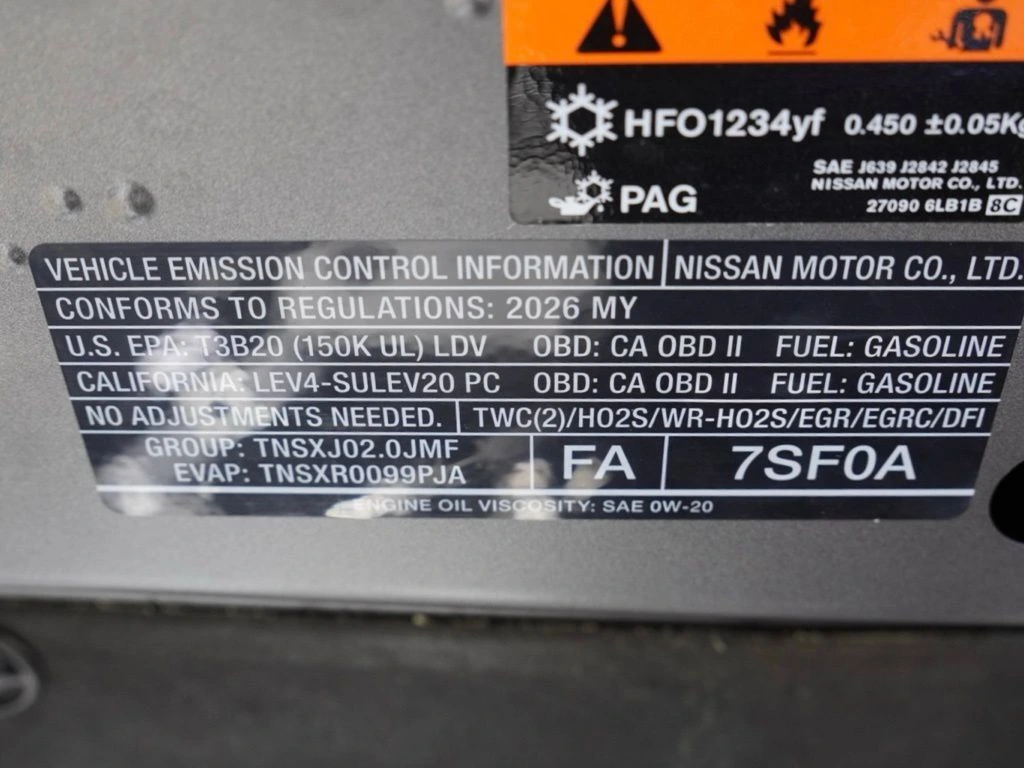 HFO1234yf 0.450 ±0.05Kg
SAE J639 J2842 J2845
NISSAN MOTOR CO., LTD.
PAG
27090 6LB1B 8C
VEHICLE EMISSION CONTROL INFORMATION NISSAN MOTOR CO., LTD.
CONFORMS TO REGULATIONS: 2026 MY
U.S. EPA: T3B20 (150K UL) LDV OBD: CA OBD II FUEL: GASOLINE
CALIFORNIA: LEV4-SULEV20 PC OBD: CA OBD II FUEL: GASOLINE
NO ADJUSTMENTS NEEDED. TWC(2)/HO2S/WR-HO2S/EGR/EGRC/DFI
GROUP: TNSXJ02.0JMF
EVAP: TNSXR0099PJA
FA 7SF0A
ENGINE OIL VISCOSITY: SAE 0W-20